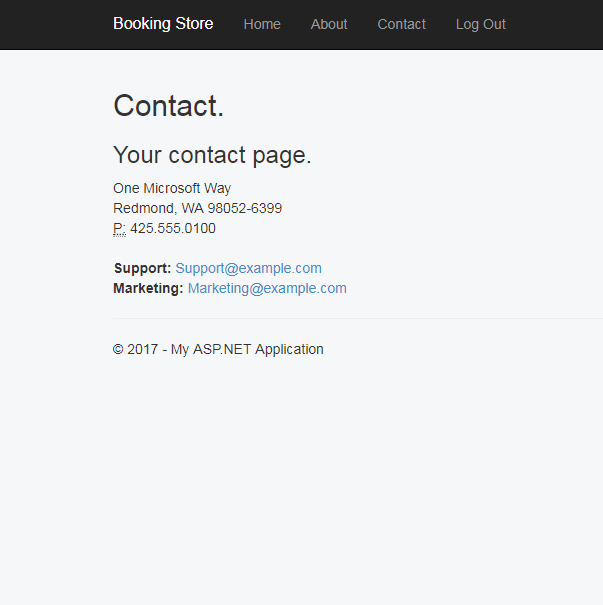 Booking Store Home About Contact Log Out
Contact.
Your contact page.
One Microsoft Way
Redmond, WA 98052-6399
P: 425.555.0100
Support: Support@example.com
Marketing: Marketing@example.com
© 2017 - My ASP.NET Application